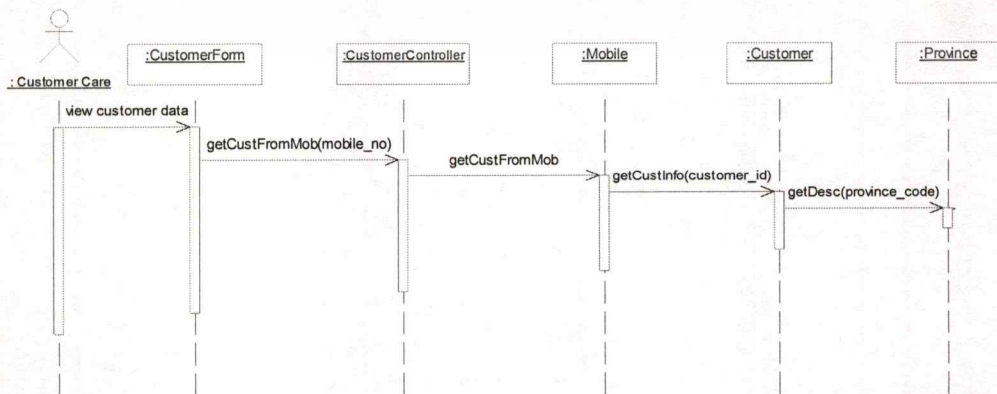 :CustomerForm
:CustomerController
:Mobile
:Customer
:Province
: Customer Care
view customer data
getCustFromMob(mobile_no)
getCustFromMob
getCustInfo(customer_id)
getDesc(province_code)